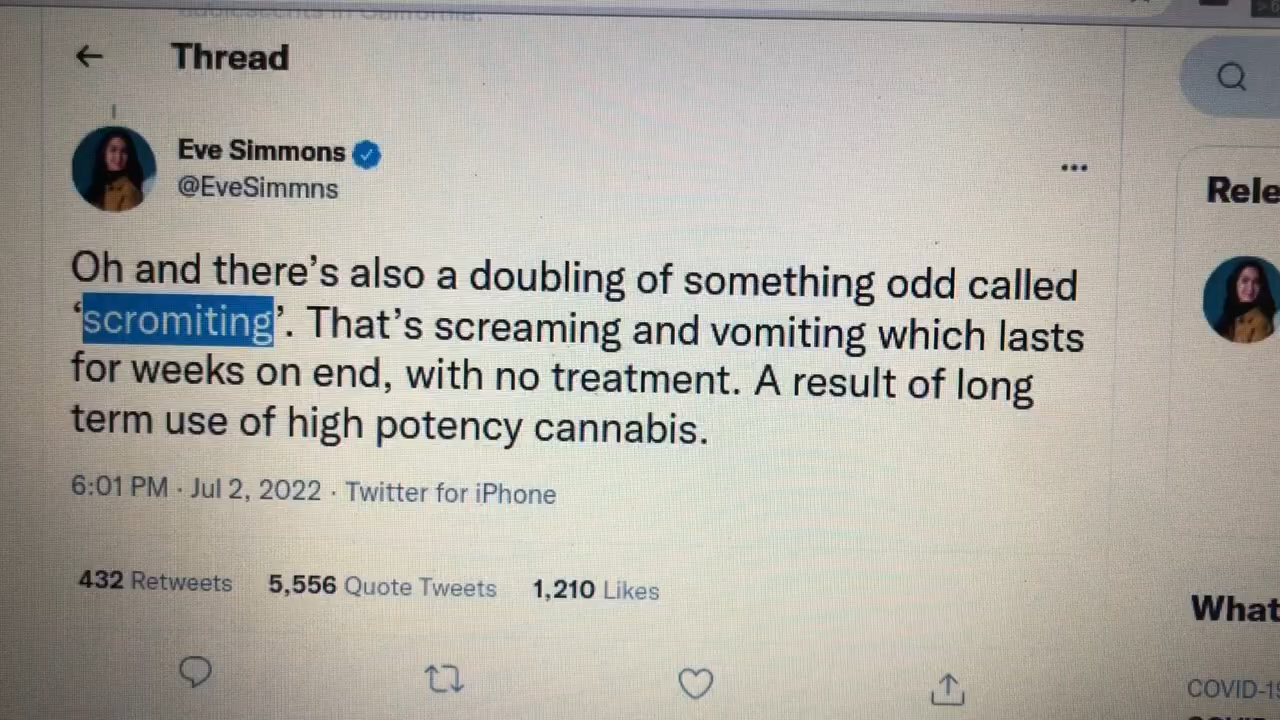 Thread
Eve Simmons
@EveSimmns
Oh and there's also a doubling of something odd called
‘scromiting’. That's screaming and vomiting which lasts
for weeks on end, with no treatment. A result of long
term use of high potency cannabis.
6:01 PM · Jul 2, 2022 · Twitter for iPhone
432 Retweets 5,556 Quote Tweets 1,210 Likes
Rele
What
COVID-19